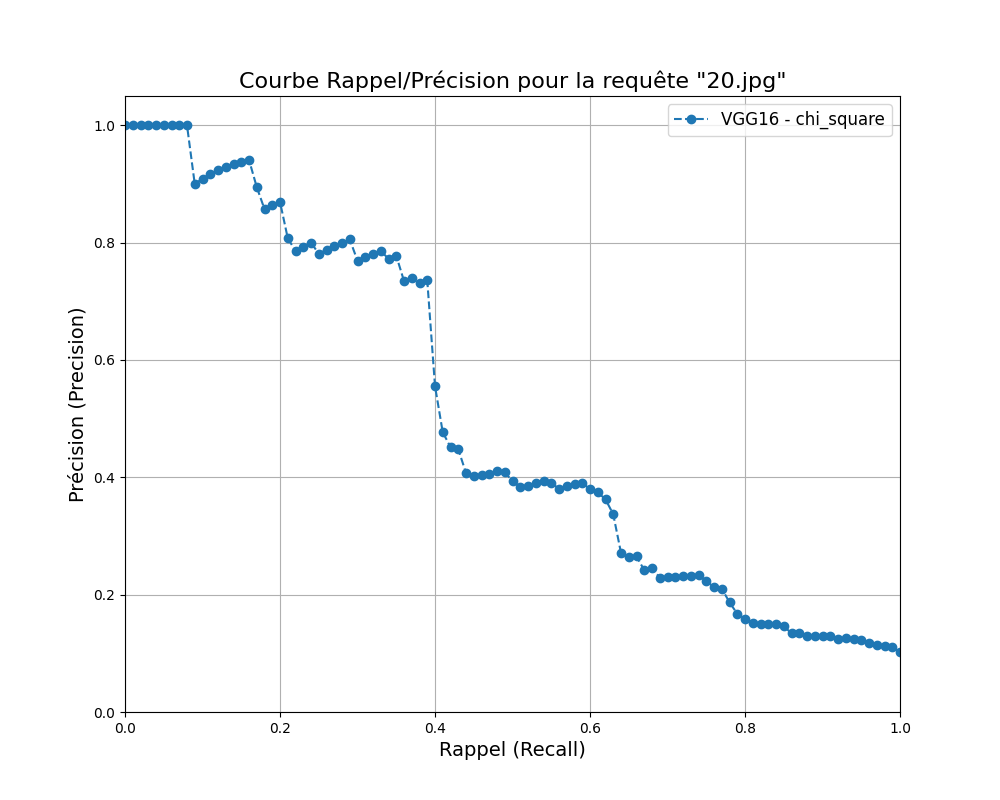 Courbe Rappel/Précision pour la requête "20.jpg"
VGG16 - chi_square
1.0
0.8
0.6
0.4
0.2
0.0
Précision (Precision)
0.0 0.2 0.4 0.6 0.8 1.0
Rappel (Recall)